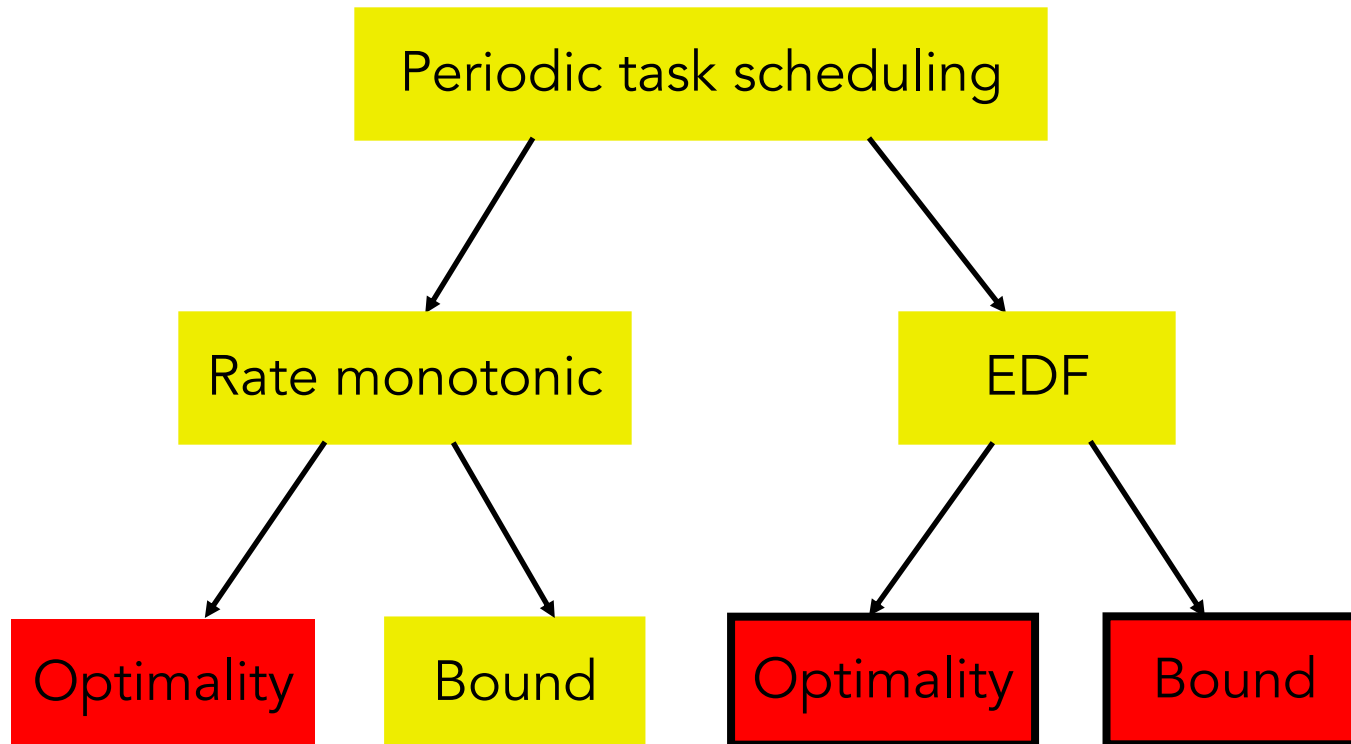 Periodic task scheduling
Rate monotonic
EDF
Optimality
Bound
Optimality
Bound